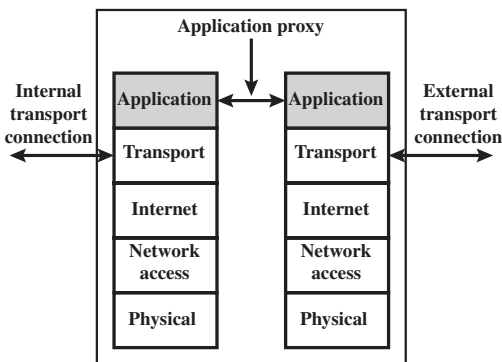 Application proxy
Internal
transport
connection
External
transport
connection
Application
Application
Transport
Transport
Internet
Internet
Network
access
Network
access
Physical
Physical